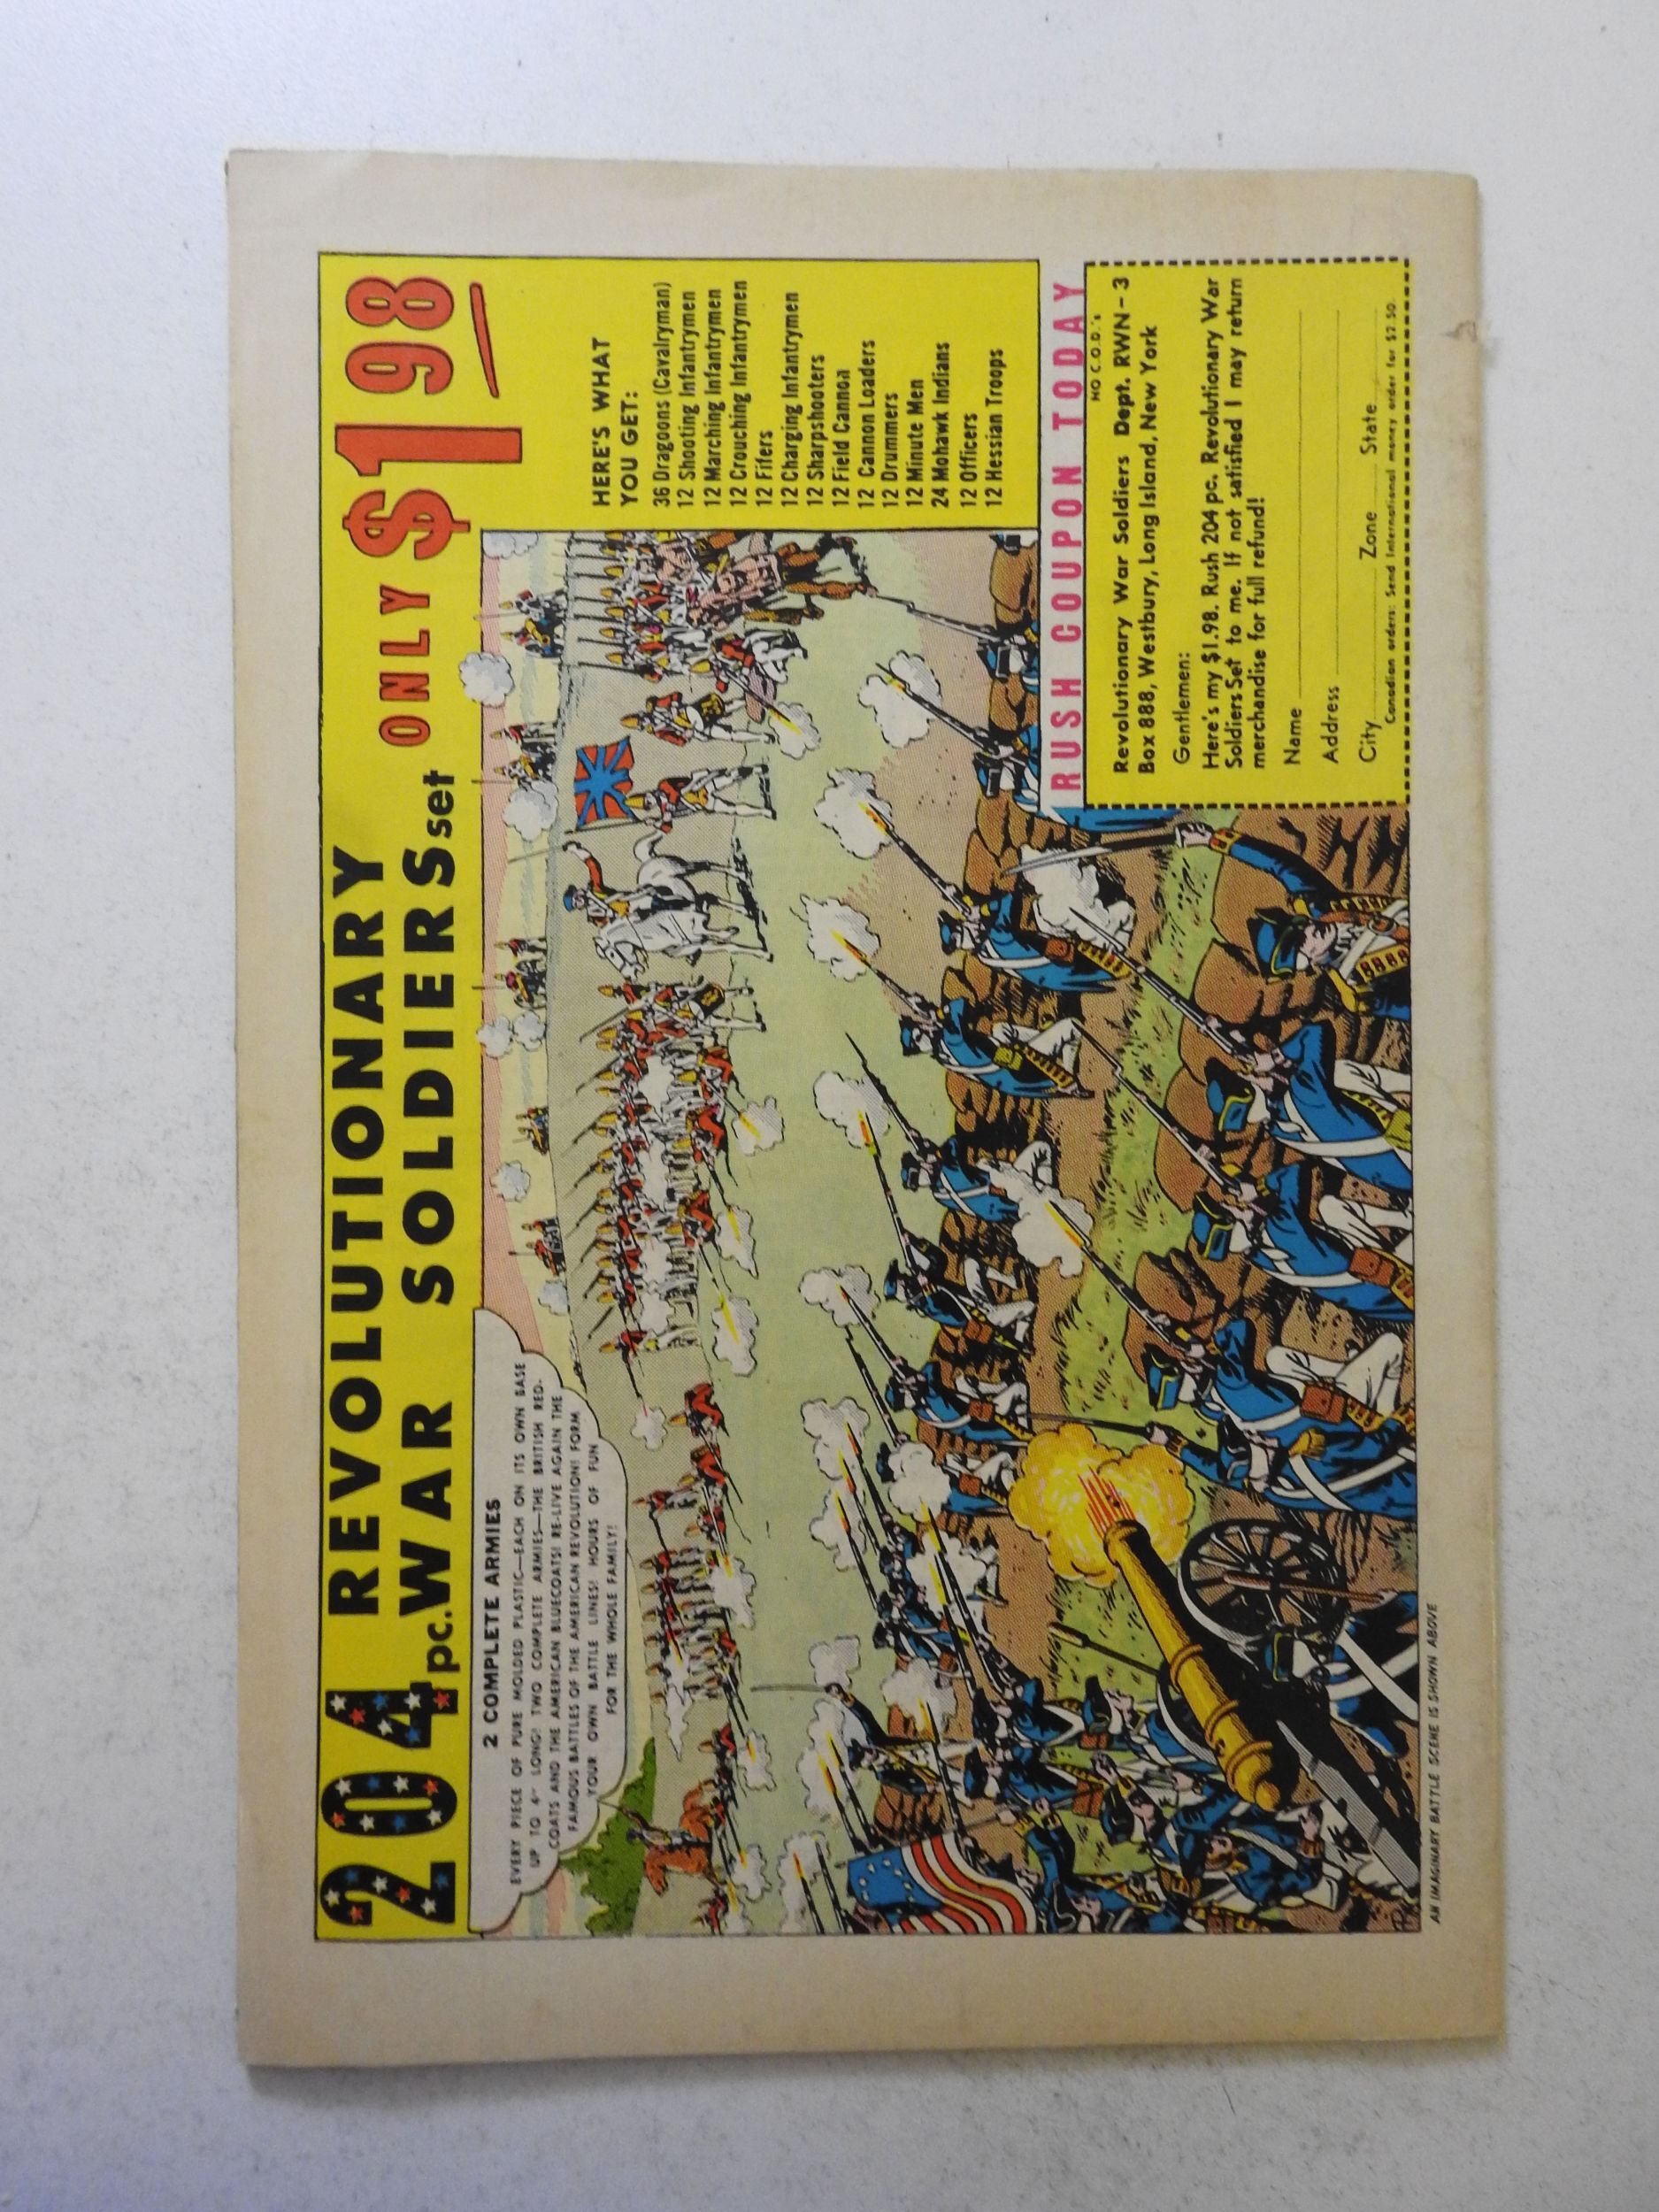 204 REVOLUTIONARY
pc. WAR SOLDIERS set ONLY $1 98
2 COMPLETE ARMIES
EVERY PIECE OF PURE MOLDED PLASTIC—EACH ON ITS OWN BASE
UP TO 4" LONG! TWO COMPLETE ARMIES—THE BRITISH RED-
COATS AND THE AMERICAN BLUECOATS! RE-LIVE AGAIN THE
FAMOUS BATTLES OF THE AMERICAN REVOLUTION! FORM
YOUR OWN BATTLE LINES! HOURS OF FUN
FOR THE WHOLE FAMILY!
HERE'S WHAT
YOU GET:
36 Dragoons (Cavalryman)
12 Shooting Infantrymen
12 Marching Infantrymen
12 Crouching Infantrymen
12 Fifers
12 Charging Infantrymen
12 Sharpshooters
12 Field Cannon
12 Cannon Loaders
12 Drummers
12 Minute Men
24 Mohawk Indians
12 Officers
12 Hessian Troops
RUSH COUPON TODAY
NO C.O.D.'s
Revolutionary War Soldiers Dept. RWN-3
Box 888, Westbury, Long Island, New York
Gentlemen:
Here's my $1.98. Rush 204 pc. Revolutionary War
Soldiers Set to me. If not satisfied I may return
merchandise for full refund!
Name
Address
City Zone State
Canadian orders: Send International money order for $2.50.
AN IMAGINARY BATTLE SCENE IS SHOWN ABOVE